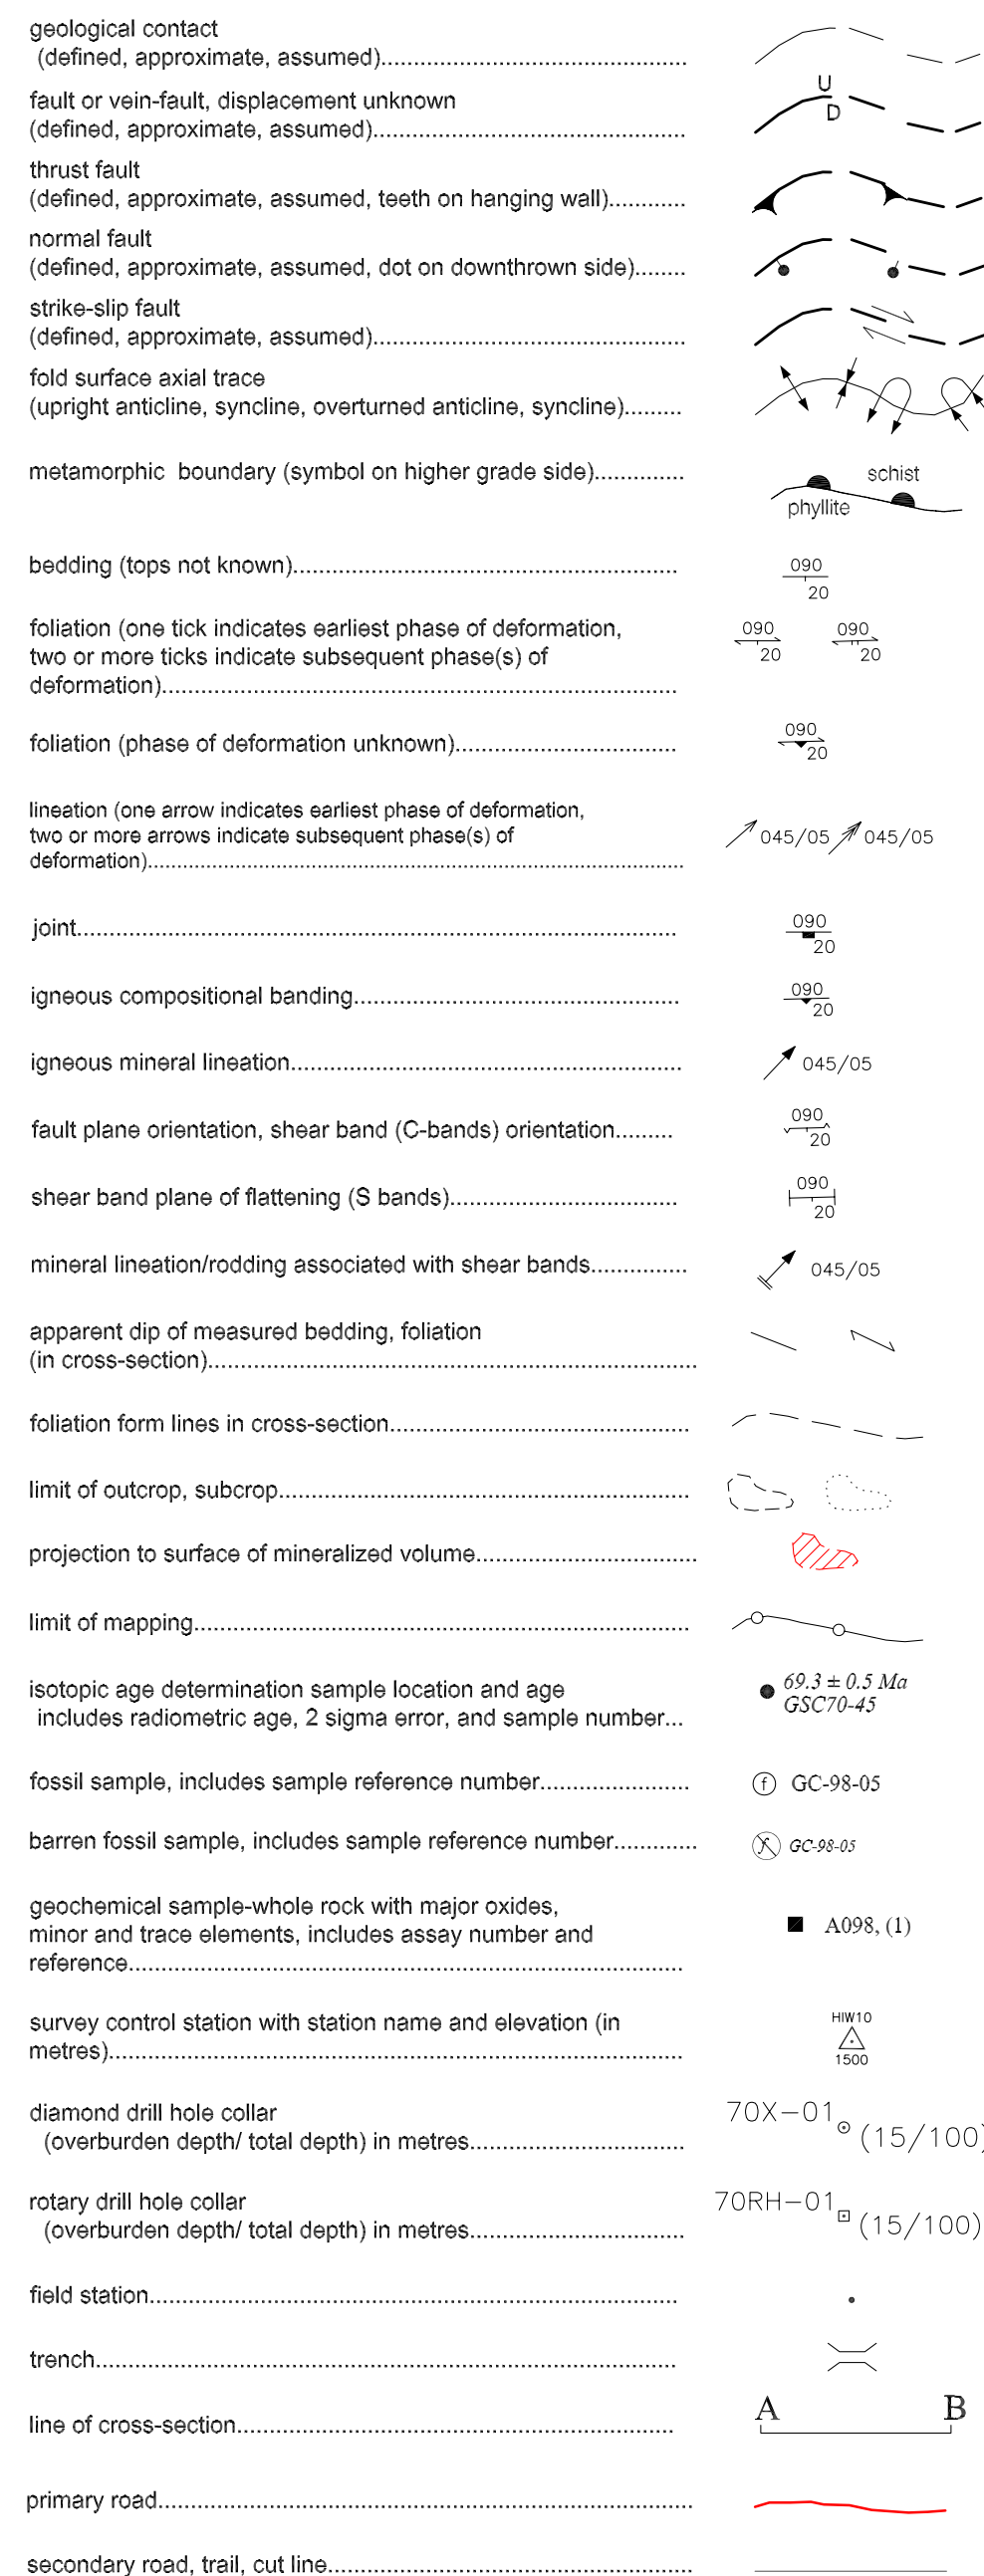 geological contact
(defined, approximate, assumed)................................................
fault or vein-fault, displacement unknown
U
D
(defined, approximate, assumed)................................................
thrust fault
(defined, approximate, assumed, teeth on hanging wall)............
normal fault
(defined, approximate, assumed, dot on downthrown side)........
strike-slip fault
(defined, approximate, assumed)................................................
fold surface axial trace
(upright anticline, syncline, overturned anticline, syncline).........
metamorphic boundary (symbol on higher grade side)..............
schist
phyllite
bedding (tops not known)...........................................................
090
20
foliation (one tick indicates earliest phase of deformation,
two or more ticks indicate subsequent phase(s) of
deformation)...............................................................................
090
20
090
20
foliation (phase of deformation unknown)..................................
090
20
lineation (one arrow indicates earliest phase of deformation,
two or more arrows indicate subsequent phase(s) of
deformation)...............................................................................
045/05 045/05
joint............................................................................................
090
20
igneous compositional banding..................................................
090
20
igneous mineral lineation............................................................
045/05
fault plane orientation, shear band (C-bands) orientation.........
090
20
shear band plane of flattening (S bands)...................................
090
20
mineral lineation/rodding associated with shear bands...............
045/05
apparent dip of measured bedding, foliation
(in cross-section)...........................................................................
foliation form lines in cross-section..............................................
limit of outcrop, subcrop...............................................................
projection to surface of mineralized volume..................................
limit of mapping............................................................................
isotopic age determination sample location and age
includes radiometric age, 2 sigma error, and sample number...
69.3 ± 0.5 Ma
GSC70-45
fossil sample, includes sample reference number.......................
f GC-98-05
barren fossil sample, includes sample reference number.............
f GC-98-05
geochemical sample-whole rock with major oxides,
minor and trace elements, includes assay number and
reference.....................................................................................
A098, (1)
survey control station with station name and elevation (in
metres)........................................................................................
HIW10
1500
diamond drill hole collar
(overburden depth/ total depth) in metres.................................
70X-01
(15/100)
rotary drill hole collar
(overburden depth/ total depth) in metres.................................
70RH-01
(15/100)
field station.................................................................................
trench.........................................................................................
line of cross-section...................................................................
A B
primary road.................................................................................
secondary road, trail, cut line.......................................................